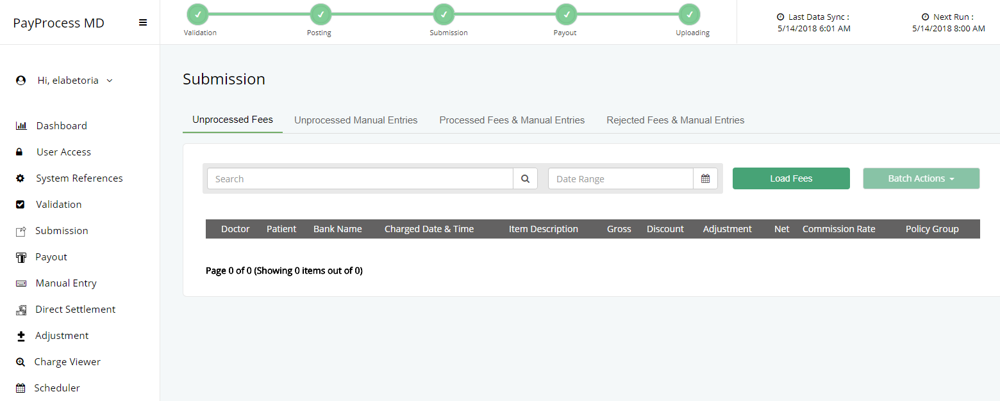 PayProcess MD
Validation
Posting
Submission
Payout
Uploading
Last Data Sync :
5/14/2018 6:01 AM
Next Run :
5/14/2018 8:00 AM
Hi, elabetoria
Dashboard
User Access
System References
Validation
Submission
Payout
Manual Entry
Direct Settlement
Adjustment
Charge Viewer
Scheduler
Submission
Unprocessed Fees
Unprocessed Manual Entries
Processed Fees & Manual Entries
Rejected Fees & Manual Entries
Search
Date Range
Load Fees
Batch Actions
Doctor Patient Bank Name Charged Date & Time Item Description Gross Discount Adjustment Net Commission Rate Policy Group
Page 0 of 0 (Showing 0 items out of 0)